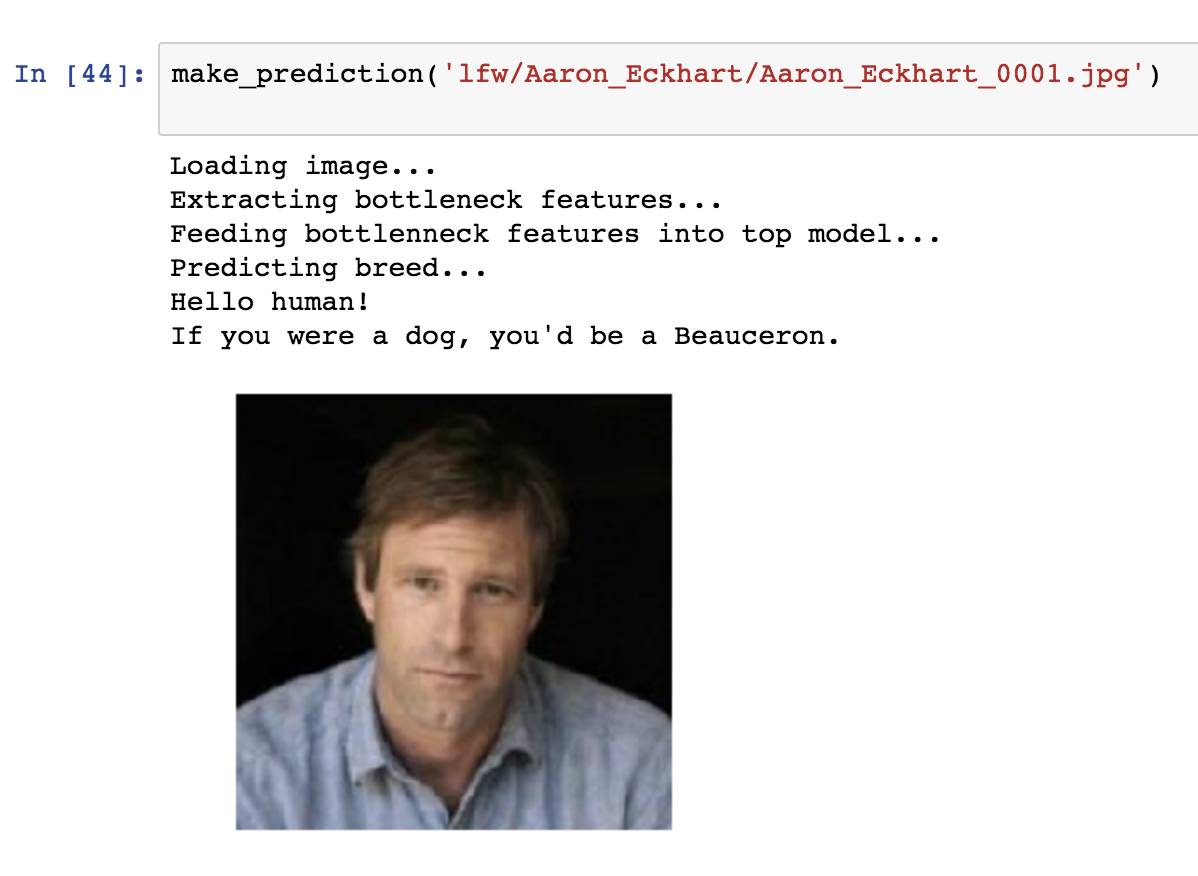 In [44]: make_prediction('lfw/Aaron_Eckhart/Aaron_Eckhart_0001.jpg')
Loading image...
Extracting bottleneck features...
Feeding bottlenneck features into top model...
Predicting breed...
Hello human!
If you were a dog, you'd be a Beauceron.